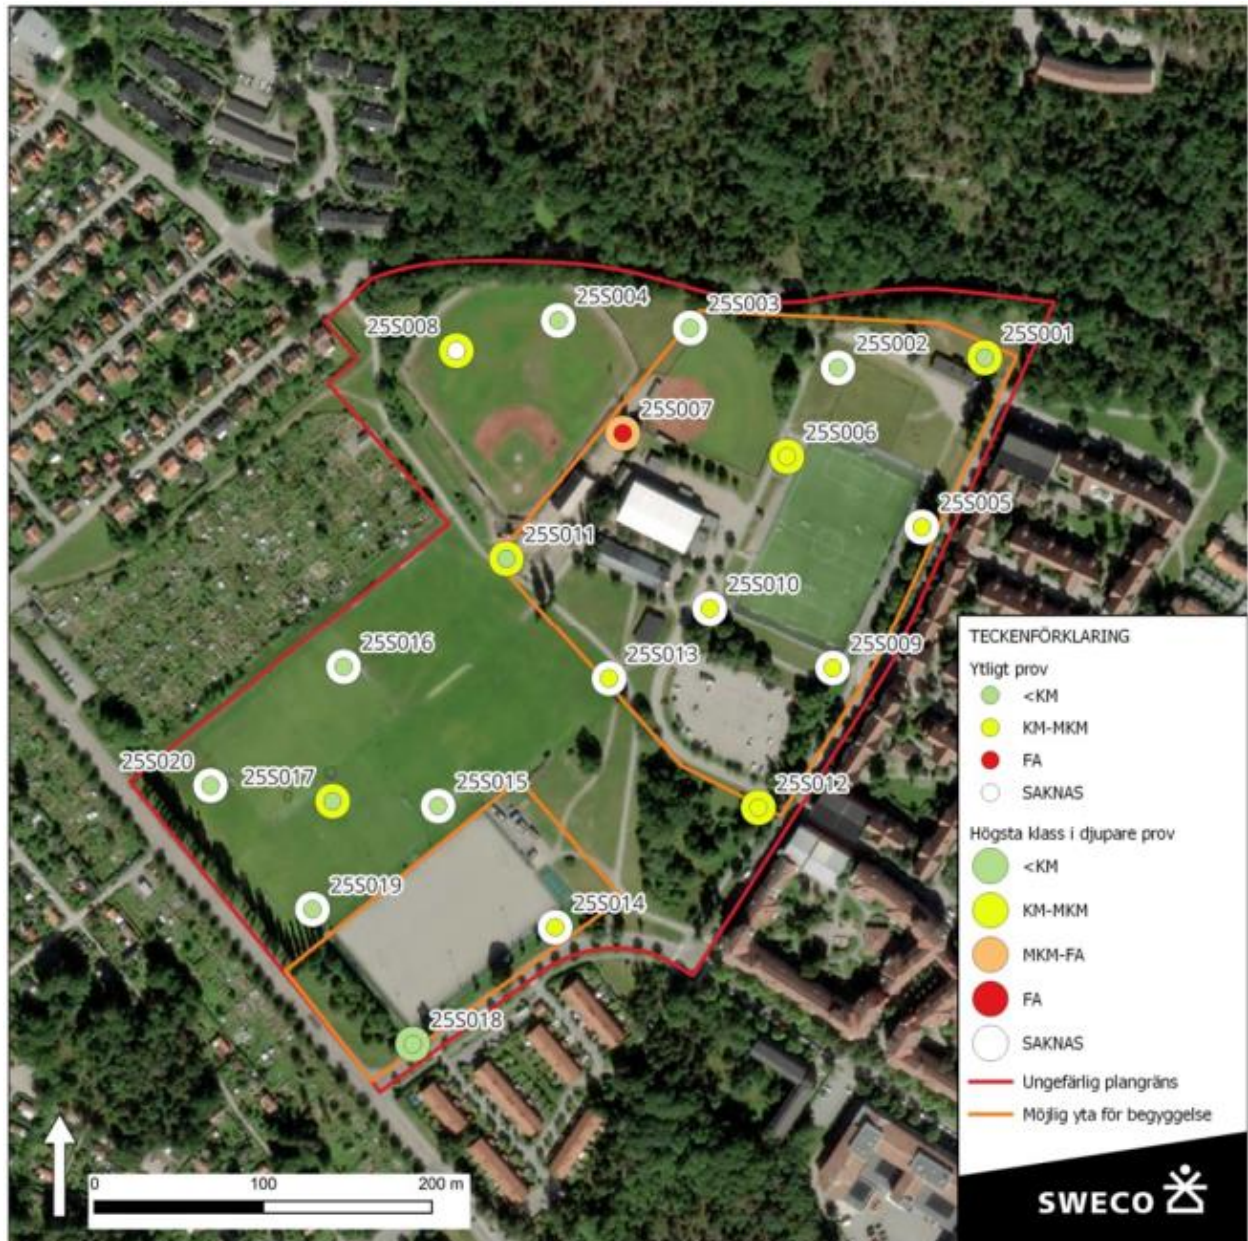 25S004
25S003
25S008
25S002
25S001
25S007
25S006
25S005
25S011
25S010
25S016
25S013
25S009
25S020
25S017
25S015
25S012
25S019
25S014
25S018
TECKENFÖRKLARING
Ytligt prov
<KM
KM-MKM
FA
SAKNAS
Högsta klass i djupare prov
<KM
KM-MKM
MKM-FA
FA
SAKNAS
Ungefärlig plangräns
Möjlig yta för begyggelse
0 100 200 m
SWECO